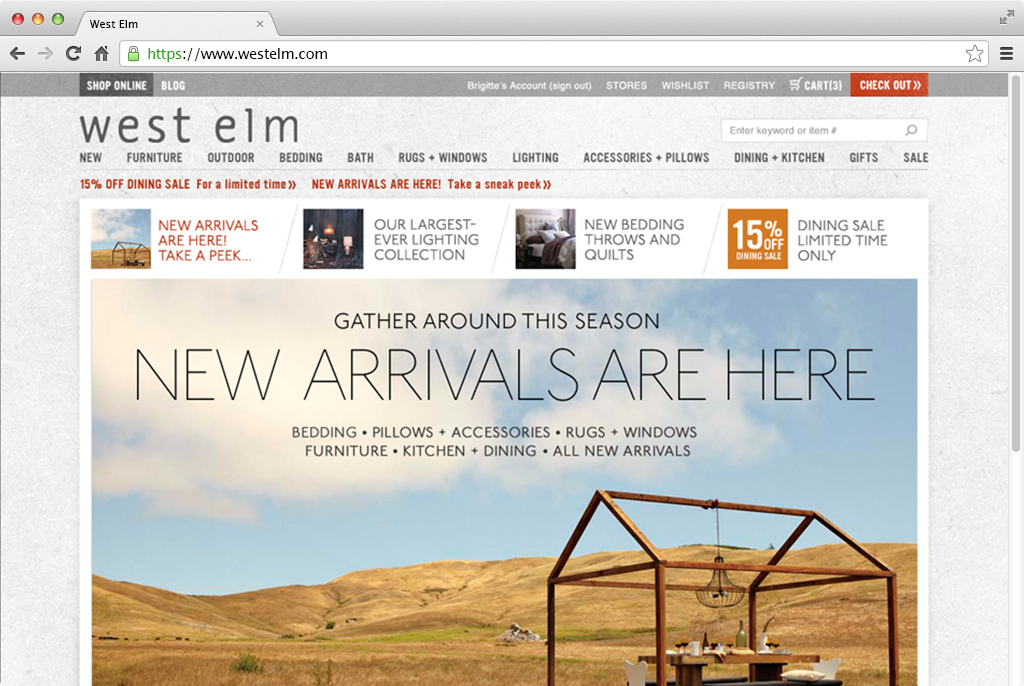 West Elm
https://www.westelm.com
SHOP ONLINE BLOG Brigitte's Account (sign out) STORES WISHLIST REGISTRY CART(3) CHECK OUT»
west elm
Enter keyword or item #
NEW FURNITURE OUTDOOR BEDDING BATH RUGS + WINDOWS LIGHTING ACCESSORIES + PILLOWS DINING + KITCHEN GIFTS SALE
15% OFF DINING SALE For a limited time» NEW ARRIVALS ARE HERE! Take a sneak peek»
NEW ARRIVALS
ARE HERE!
TAKE A PEEK...
OUR LARGEST-
EVER LIGHTING
COLLECTION
NEW BEDDING
THROWS AND
QUILTS
15% OFF
DINING SALE
DINING SALE
LIMITED TIME
ONLY
GATHER AROUND THIS SEASON
NEW ARRIVALS ARE HERE
BEDDING • PILLOWS + ACCESSORIES • RUGS + WINDOWS
FURNITURE • KITCHEN + DINING • ALL NEW ARRIVALS